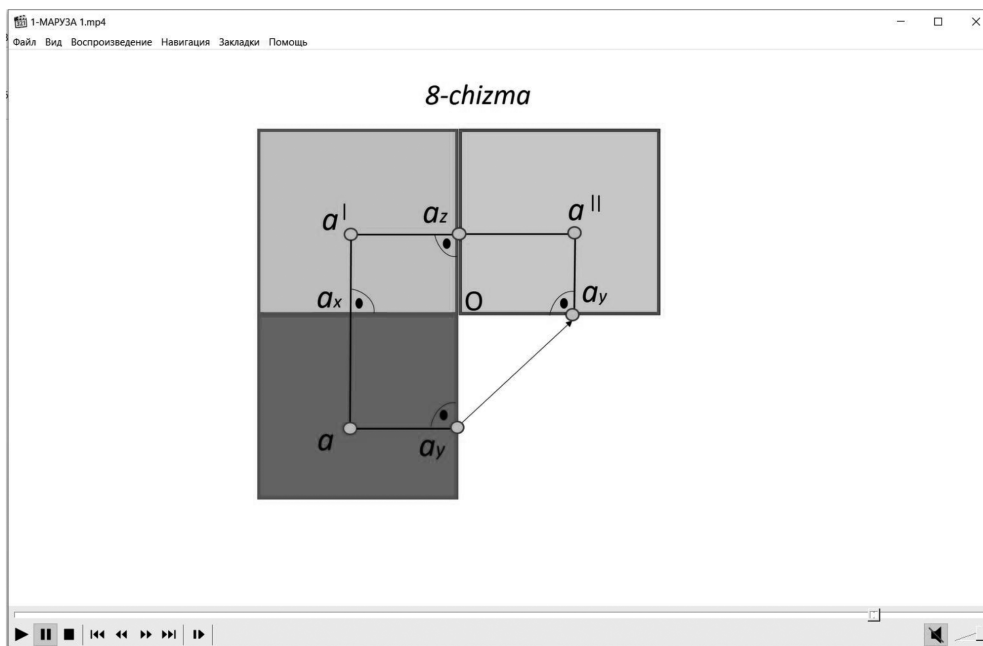 1-МАРУЗА 1.mp4
Файл Вид Воспроизведение Навигация Закладки Помощь
8-chizma
a^I a_z a^II
a_x O a_y
a a_y